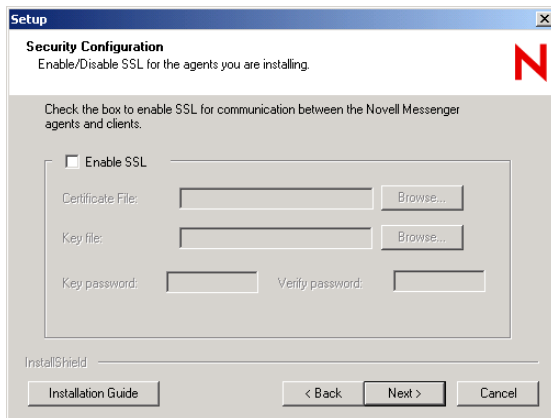 Setup
Security Configuration
Enable/Disable SSL for the agents you are installing.
N
Check the box to enable SSL for communication between the Novell Messenger
agents and clients.
Enable SSL
Certificate File:
Browse...
Key file:
Browse...
Key password:
Verify password:
InstallShield
Installation Guide
< Back
Next >
Cancel